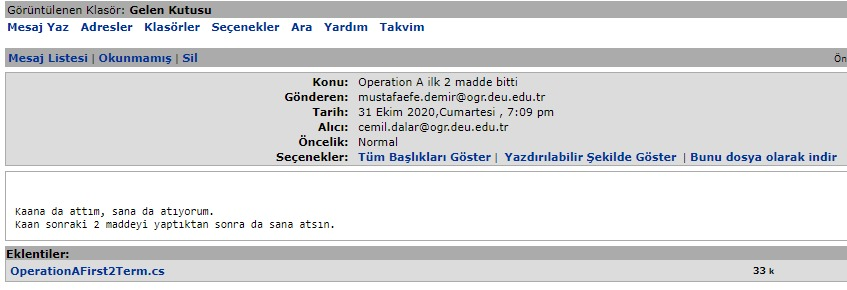 Görüntülenen Klasör: Gelen Kutusu
Mesaj Yaz Adresler Klasörler Seçenekler Ara Yardım Takvim
Mesaj Listesi | Okunmamış | Sil
Konu: Operation A ilk 2 madde bitti
Gönderen: mustafaefe.demir@ogr.deu.edu.tr
Tarih: 31 Ekim 2020,Cumartesi , 7:09 pm
Alıcı: cemil.dalar@ogr.deu.edu.tr
Öncelik: Normal
Seçenekler: Tüm Başlıkları Göster | Yazdırılabilir Şekilde Göster | Bunu dosya olarak indir
Kaana da attım, sana da atıyorum.
Kaan sonraki 2 maddeyi yaptıktan sonra da sana atsın.
Eklentiler:
OperationAFirst2Term.cs 33 k